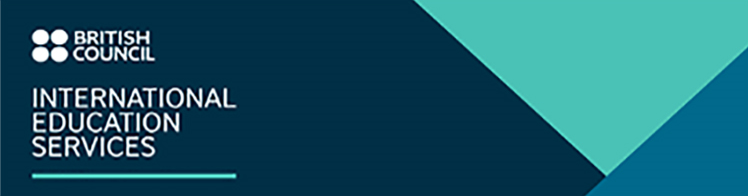 BRITISH
COUNCIL
INTERNATIONAL
EDUCATION
SERVICES